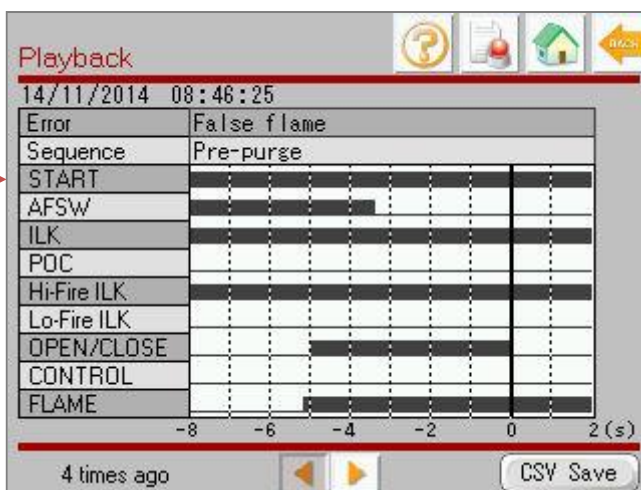 Playback
BACK
14/11/2014 08:46:25
Error False flame
Sequence Pre-purge
START
AFSW
ILK
POC
Hi-Fire ILK
Lo-Fire ILK
OPEN/CLOSE
CONTROL
FLAME
-8 -6 -4 -2 0 2(s)
4 times ago CSV Save